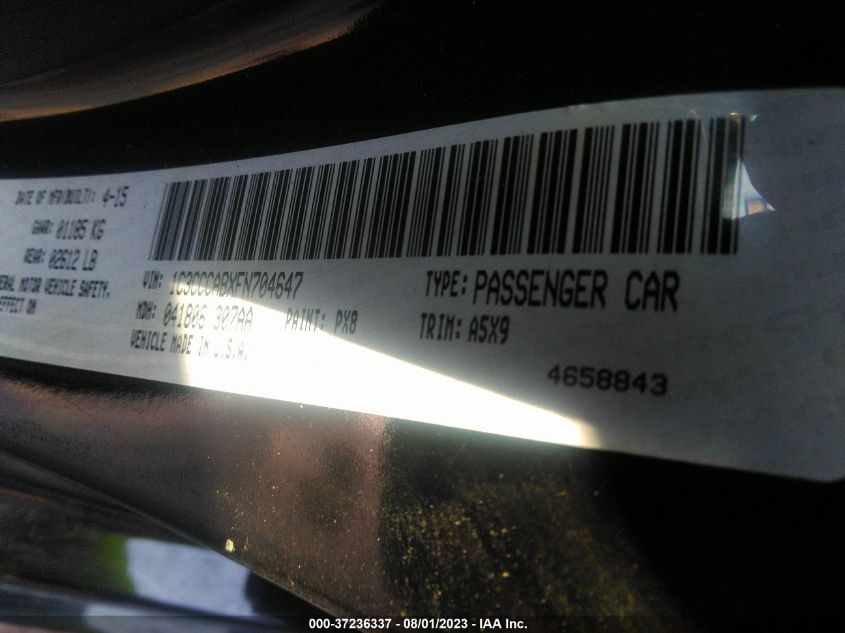 DATE OF MFR(BUILT): 4-15
GAWR: 01185 KG
REAR: 02612 LB
ERAL MOTOR VEHICLE SAFETY,
EFFECT ON
VIN: 1C3CCCABXFN704647
TYPE: PASSENGER CAR
MDH: 041806 307AA PAINT: PX8
TRIM: A5X9
VEHICLE MADE IN U.S.A.
4658843
000-37236337 - 08/01/2023 - IAA Inc.